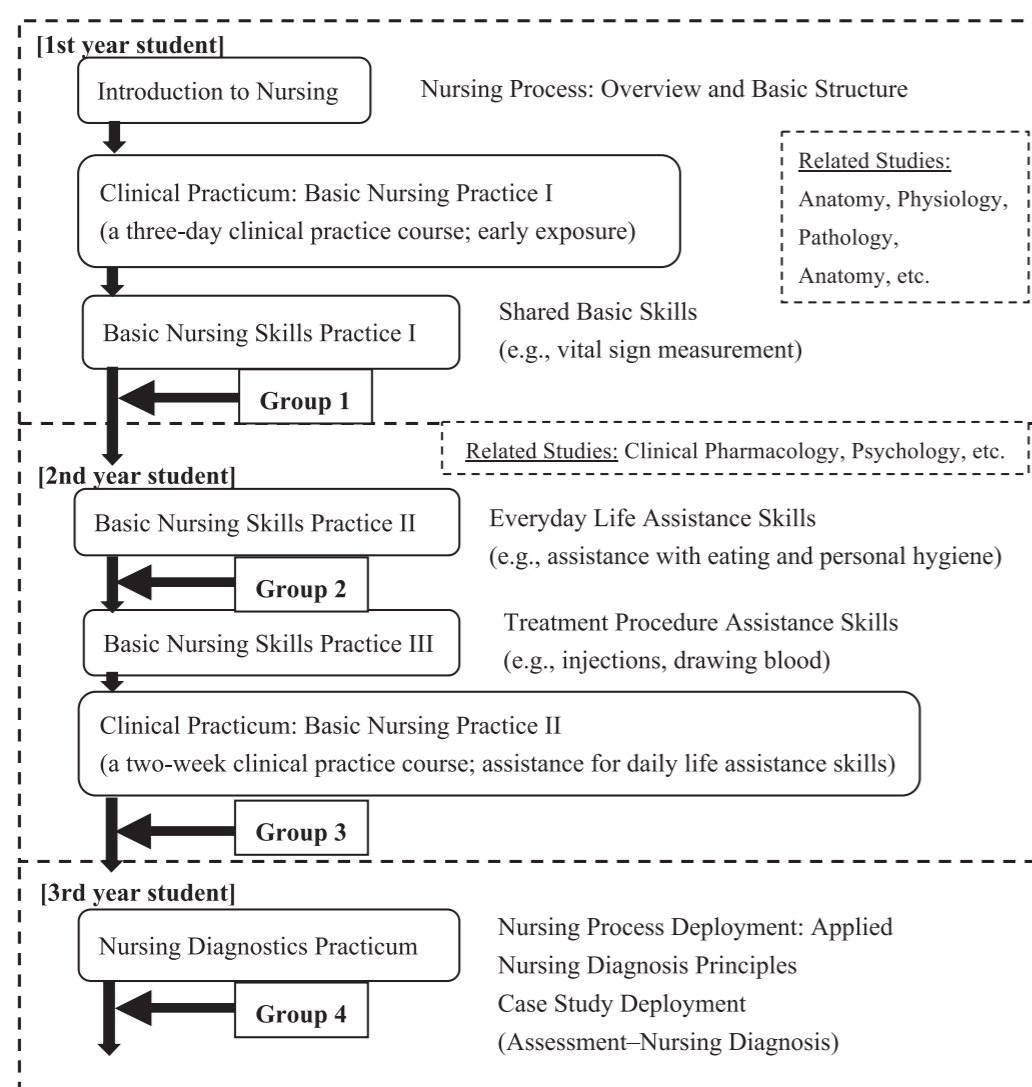 [1st year student]
Introduction to Nursing
Nursing Process: Overview and Basic Structure
Clinical Practicum: Basic Nursing Practice I
(a three-day clinical practice course; early exposure)
Related Studies:
Anatomy, Physiology,
Pathology,
Anatomy, etc.
Basic Nursing Skills Practice I
Shared Basic Skills
(e.g., vital sign measurement)
Group 1
Related Studies: Clinical Pharmacology, Psychology, etc.
[2nd year student]
Basic Nursing Skills Practice II
Everyday Life Assistance Skills
(e.g., assistance with eating and personal hygiene)
Group 2
Basic Nursing Skills Practice III
Treatment Procedure Assistance Skills
(e.g., injections, drawing blood)
Clinical Practicum: Basic Nursing Practice II
(a two-week clinical practice course; assistance for daily life assistance skills)
Group 3
[3rd year student]
Nursing Diagnostics Practicum
Nursing Process Deployment: Applied
Nursing Diagnosis Principles
Case Study Deployment
(Assessment–Nursing Diagnosis)
Group 4